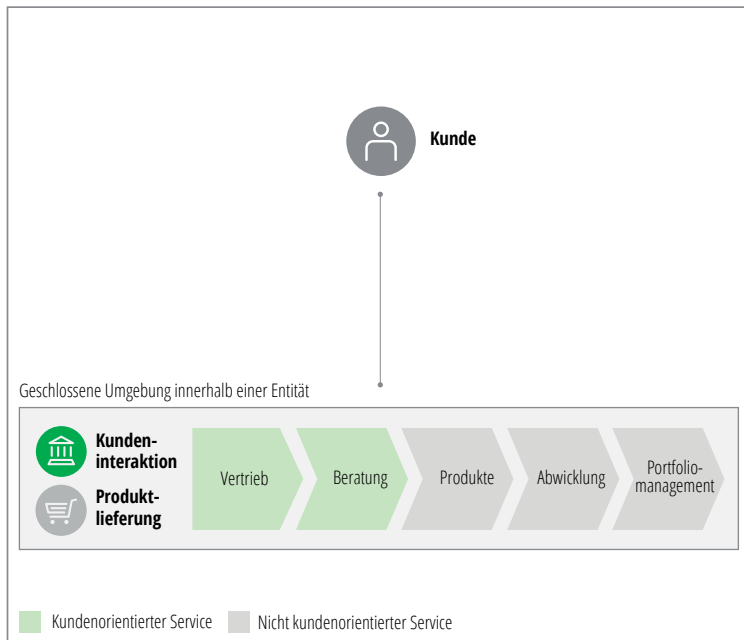 Kunde
Geschlossene Umgebung innerhalb einer Entität
Kunden-
interaktion
Produkt-
lieferung
Vertrieb
Beratung
Produkte
Abwicklung
Portfolio-
management
Kundenorientierter Service
Nicht kundenorientierter Service